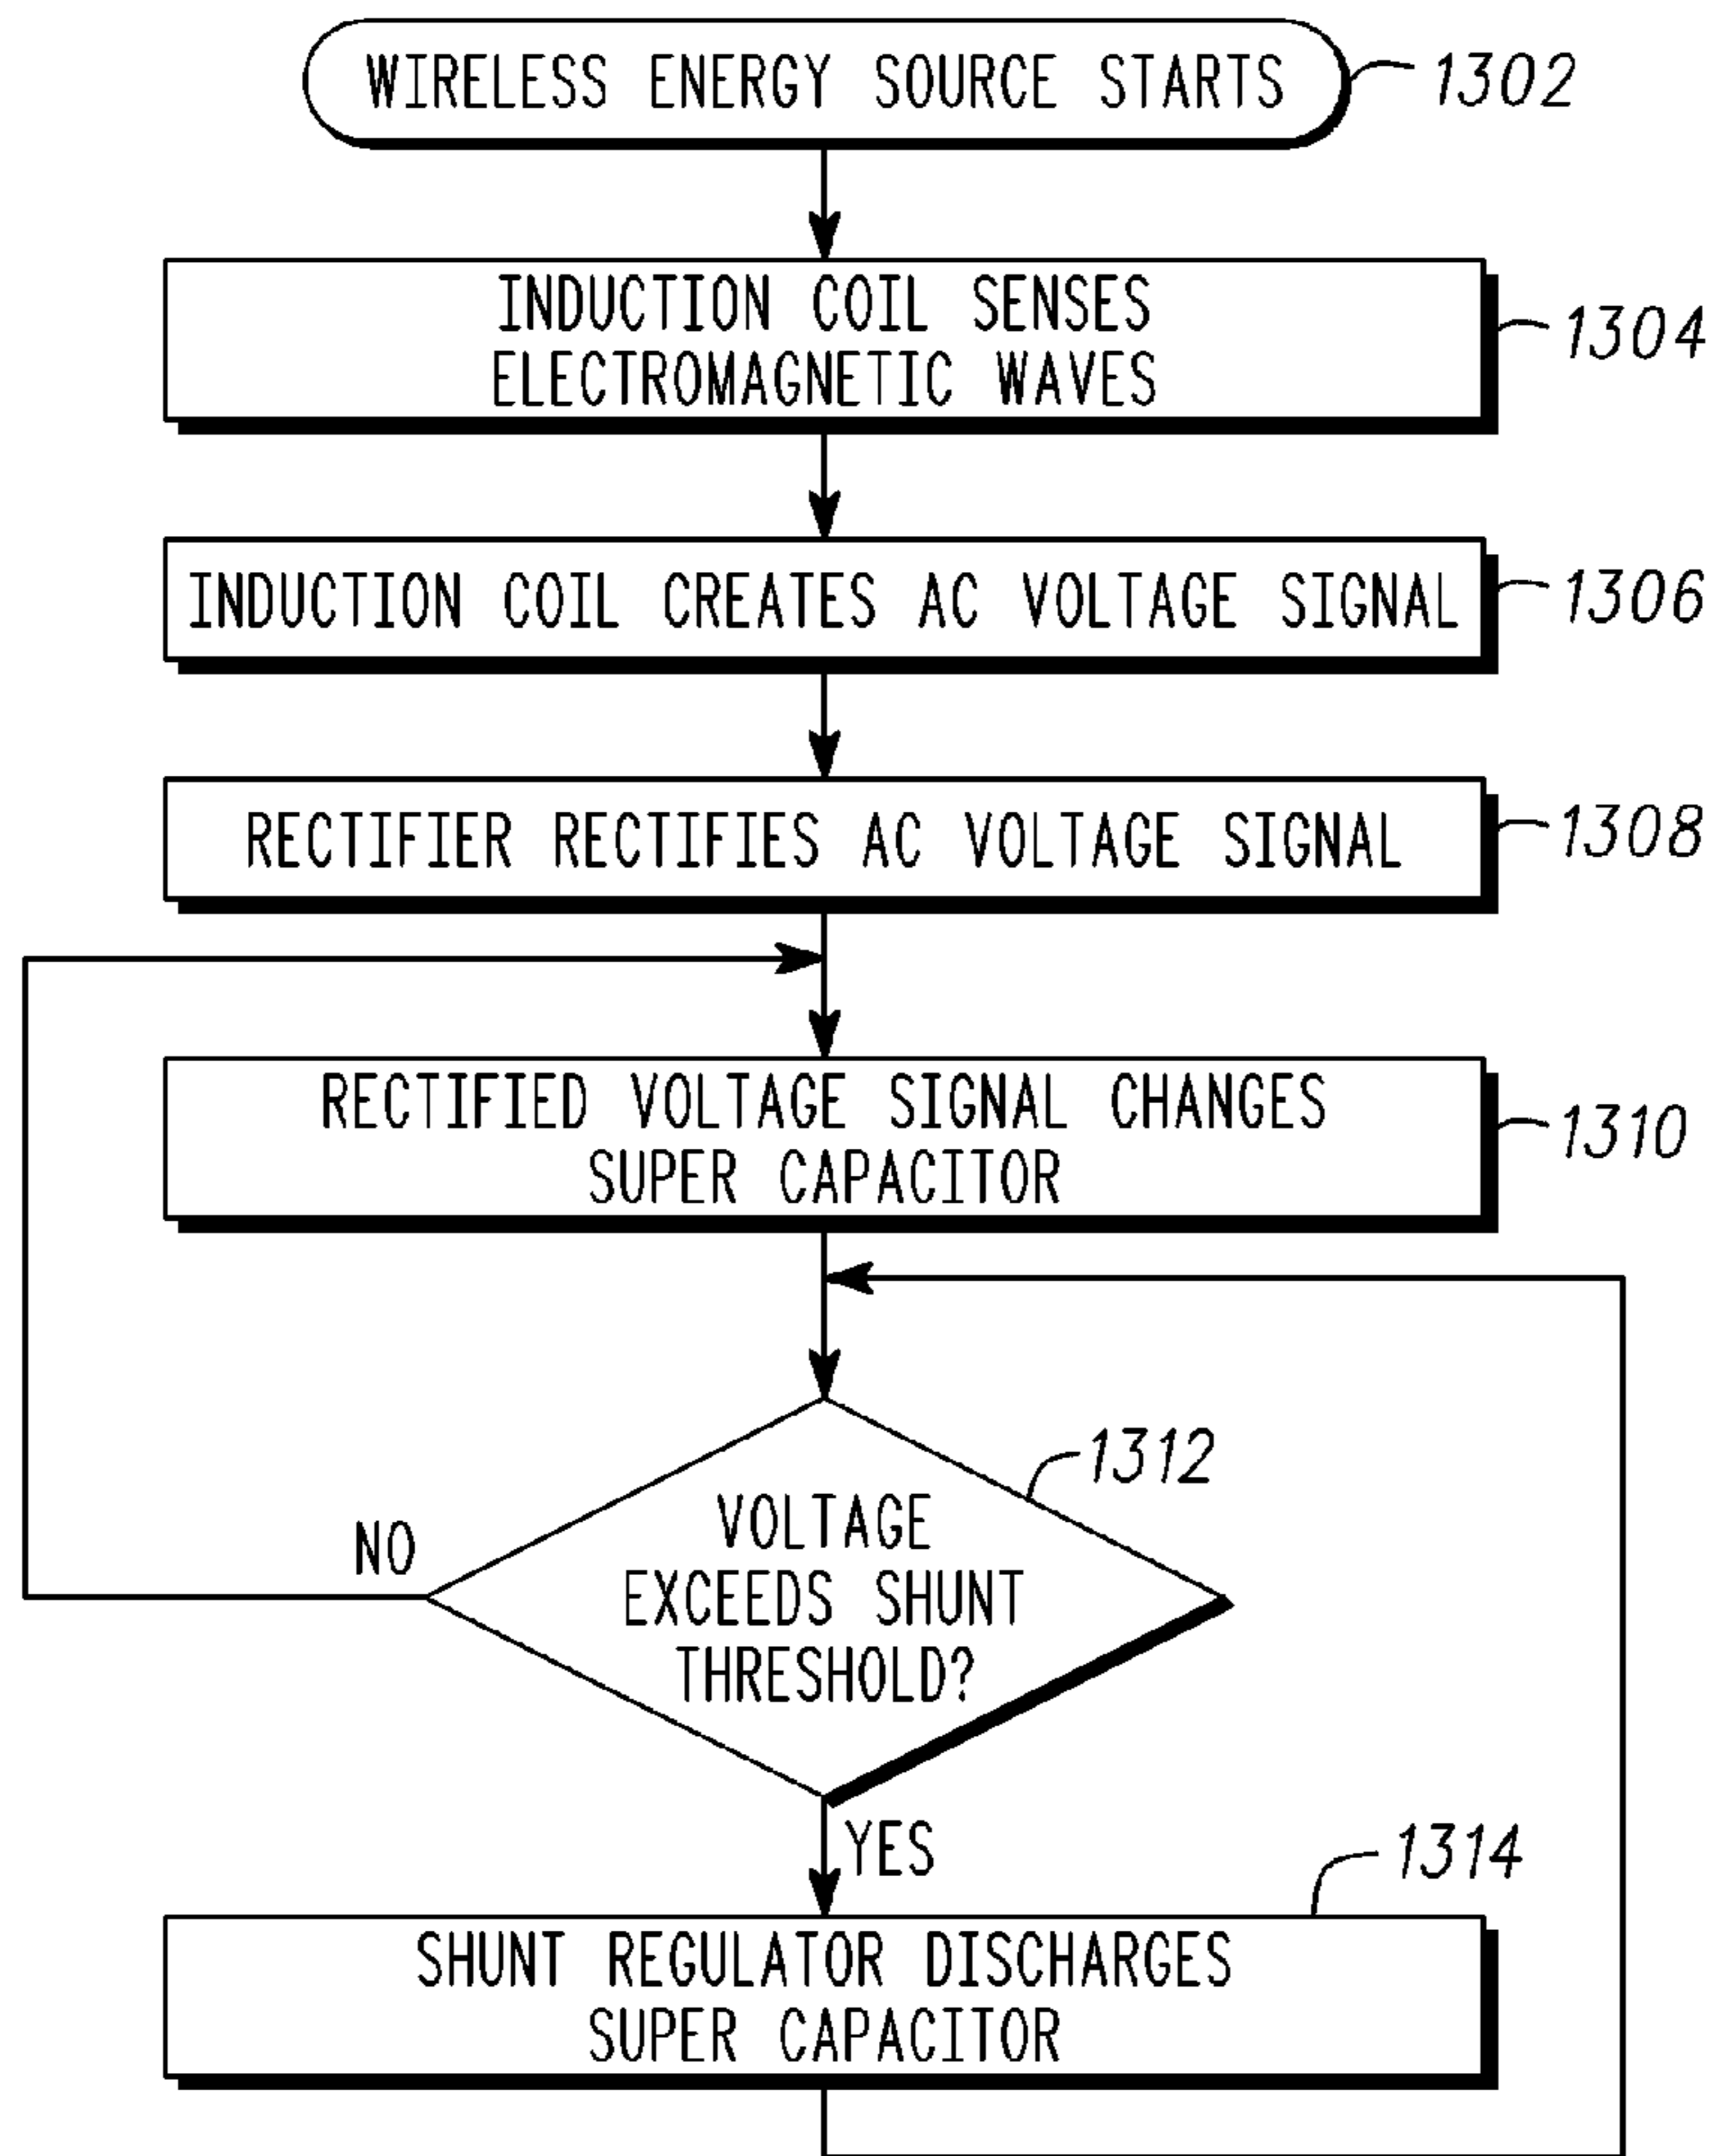 WIRELESS ENERGY SOURCE STARTS
1302
INDUCTION COIL SENSES
ELECTROMAGNETIC WAVES
1304
INDUCTION COIL CREATES AC VOLTAGE SIGNAL
1306
RECTIFIER RECTIFIES AC VOLTAGE SIGNAL
1308
RECTIFIED VOLTAGE SIGNAL CHANGES
SUPER CAPACITOR
1310
1312
VOLTAGE
EXCEEDS SHUNT
THRESHOLD?
NO
YES
1314
SHUNT REGULATOR DISCHARGES
SUPER CAPACITOR